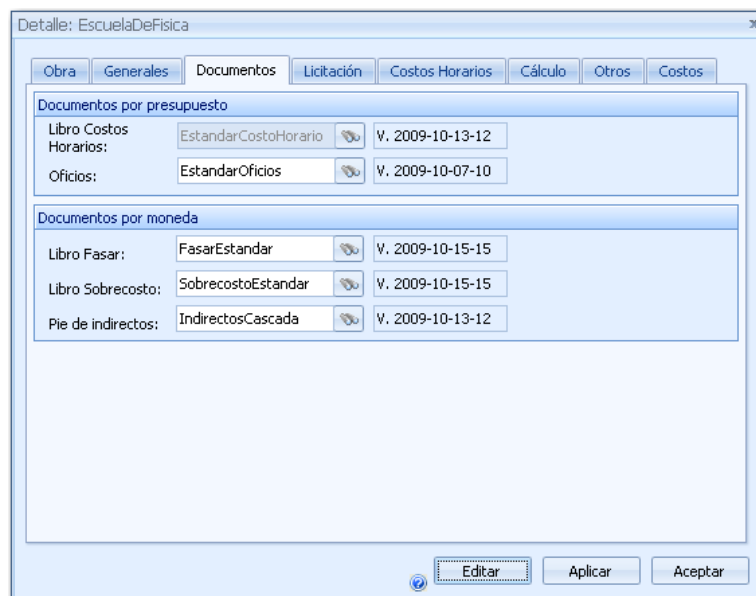 Detalle: EscuelaDeFisica
Obra Generales Documentos Licitación Costos Horarios Cálculo Otros Costos
Documentos por presupuesto
Libro Costos
Horarios: EstandarCostoHorario V. 2009-10-13-12
Oficios: EstandarOficios V. 2009-10-07-10
Documentos por moneda
Libro Fasar: FasarEstandar V. 2009-10-15-15
Libro Sobrecosto: SobrecostoEstandar V. 2009-10-15-15
Pie de indirectos: IndirectosCascada V. 2009-10-13-12
Editar Aplicar Aceptar